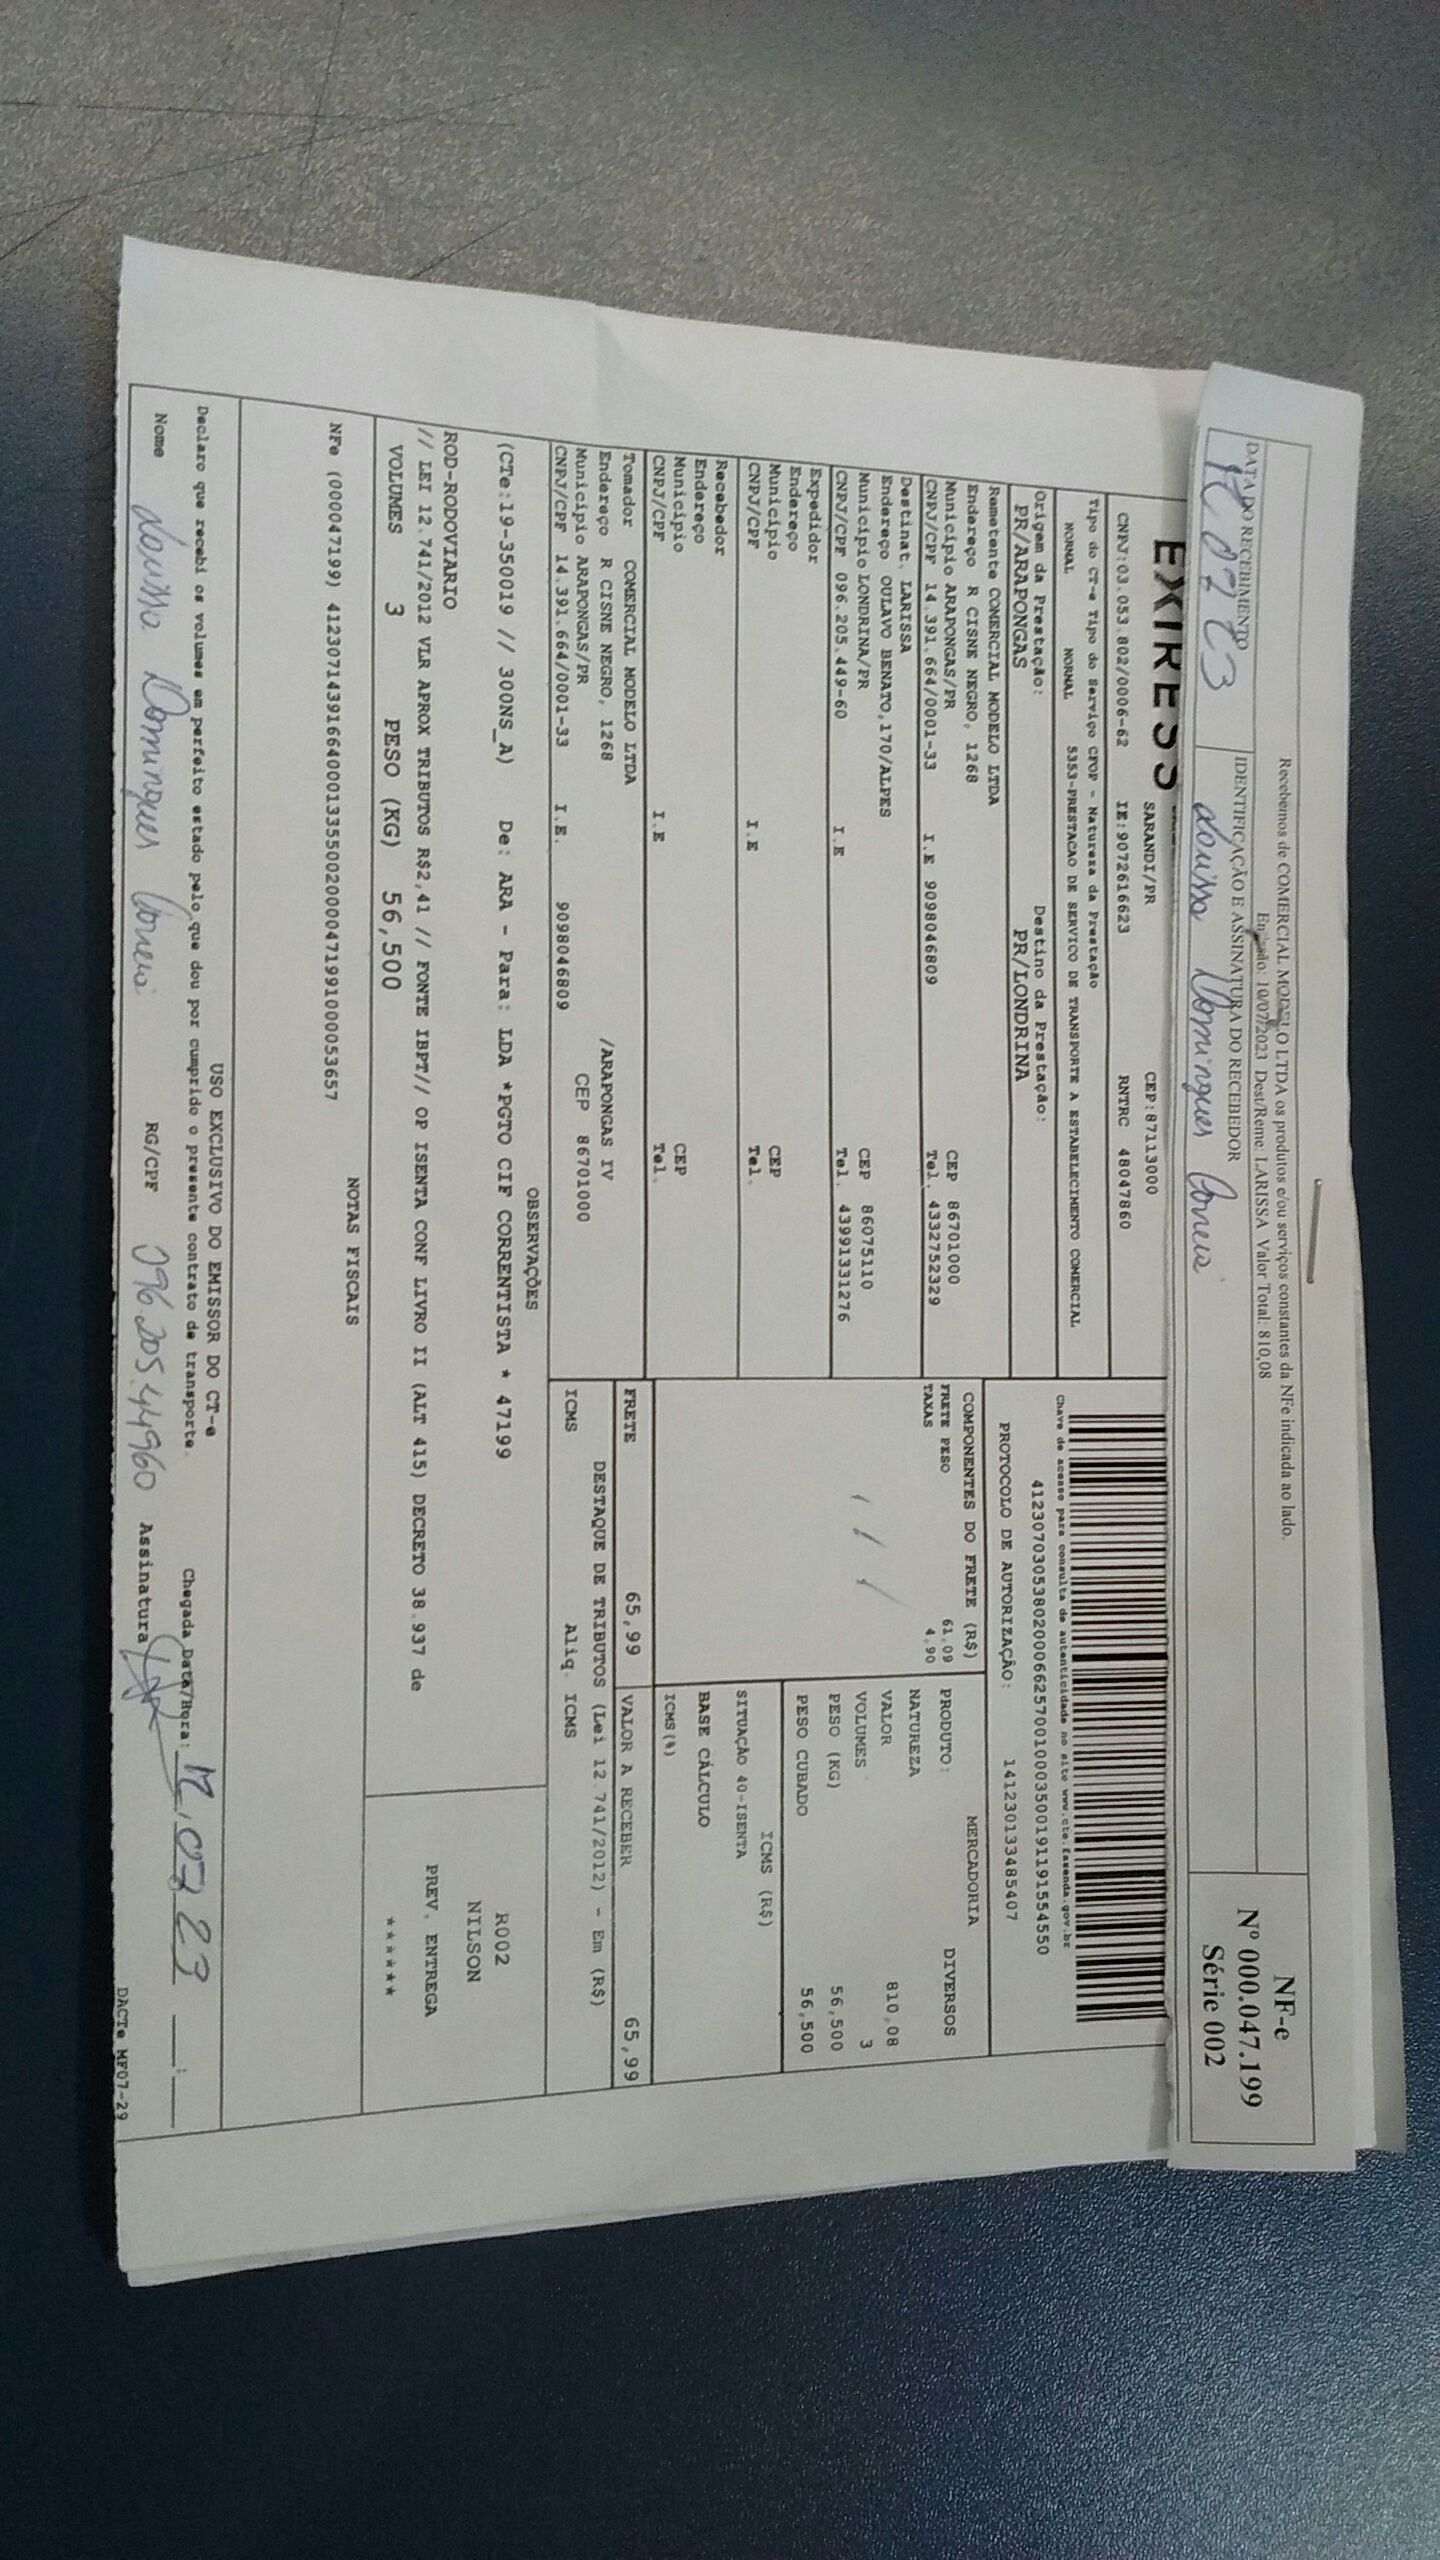 Recebemos de COMERCIAL MODELO LTDA os produtos e/ou serviços constantes da NFe indicada ao lado.
Emissão: 10/07/2023 Dest/Reme: LARISSA Valor Total: 810,08
DATA DO RECEBIMENTO
IDENTIFICAÇÃO E ASSINATURA DO RECEBEDOR
12 07 23
Larissa Domingues Correia
NF-e
Nº 000.047.199
Série 002
SARANDI/PR CEP:87113000
CNPJ:03.053.802/0006-62 IE:9072616623 RNTRC 48047860
Tipo do CT-e Tipo do Serviço CFOP - Natureza da Prestação
NORMAL NORMAL 5353-PRESTACAO DE SERVICO DE TRANSPORTE A ESTABELECIMENTO COMERCIAL
Origem da Prestação: Destino da Prestação:
PR/ARAPONGAS PR/LONDRINA
Chave de acesso para consulta de autenticidade no site www.cte.fazenda.gov.br
41230703053802000662570010003500191191554550
PROTOCOLO DE AUTORIZAÇÃO: 141230133485407
Remetente COMERCIAL MODELO LTDA
Endereço R CISNE NEGRO, 1268
Município ARAPONGAS/PR CEP 86701000
CNPJ/CPF 14.391.664/0001-33 I.E 9098046809 Tel. 4332752329
Destinat. LARISSA
Endereço OULAVO BENATO,170/ALPES
Município LONDRINA/PR CEP 86075110
CNPJ/CPF 096.205.449-60 I.E Tel. 43991331276
Expedidor
Endereço
Município CEP
CNPJ/CPF I.E Tel.
Recebedor
Endereço
Município CEP
CNPJ/CPF I.E Tel.
Tomador COMERCIAL MODELO LTDA
Endereço R CISNE NEGRO, 1268 /ARAPONGAS IV
Município ARAPONGAS/PR CEP 86701000
CNPJ/CPF 14.391.664/0001-33 I.E. 9098046809
COMPONENTES DO FRETE (R$)
FRETE PESO 61,09
TAXAS 4,90
MERCADORIA
PRODUTO: DIVERSOS
NATUREZA
VALOR 810,08
VOLUMES 3
PESO (KG) 56,500
PESO CUBADO 56,500
ICMS (R$)
SITUAÇÃO 40-ISENTA
BASE CÁLCULO
ICMS(%)
FRETE 65,99 VALOR A RECEBER 65,99
DESTAQUE DE TRIBUTOS (Lei 12.741/2012) - Em (R$)
ICMS Aliq. ICMS
OBSERVAÇÕES
(CTe:19-350019 // 300NS_A) De: ARA - Para: LDA *PGTO CIF CORRENTISTA * 47199
ROD-RODOVIARIO
// LEI 12.741/2012 VLR APROX TRIBUTOS R$2,41 // FONTE IBPT// OP ISENTA CONF LIVRO II (ALT 415) DECRETO 38.937 de
VOLUMES 3 PESO (KG) 56,500
R002
NILSON
PREV. ENTREGA
******
NOTAS FISCAIS
NFe (000047199) 41230714391664000133550020000471991000053657
USO EXCLUSIVO DO EMISSOR DO CT-e
Declaro que recebi os volumes em perfeito estado pelo que dou por cumprido o presente contrato de transporte.
Chegada Data/Hora: 12 07 23 __:__
Nome Larissa Domingues Correia RG/CPF 096.205.44960 Assinatura
DACTe MF07-29